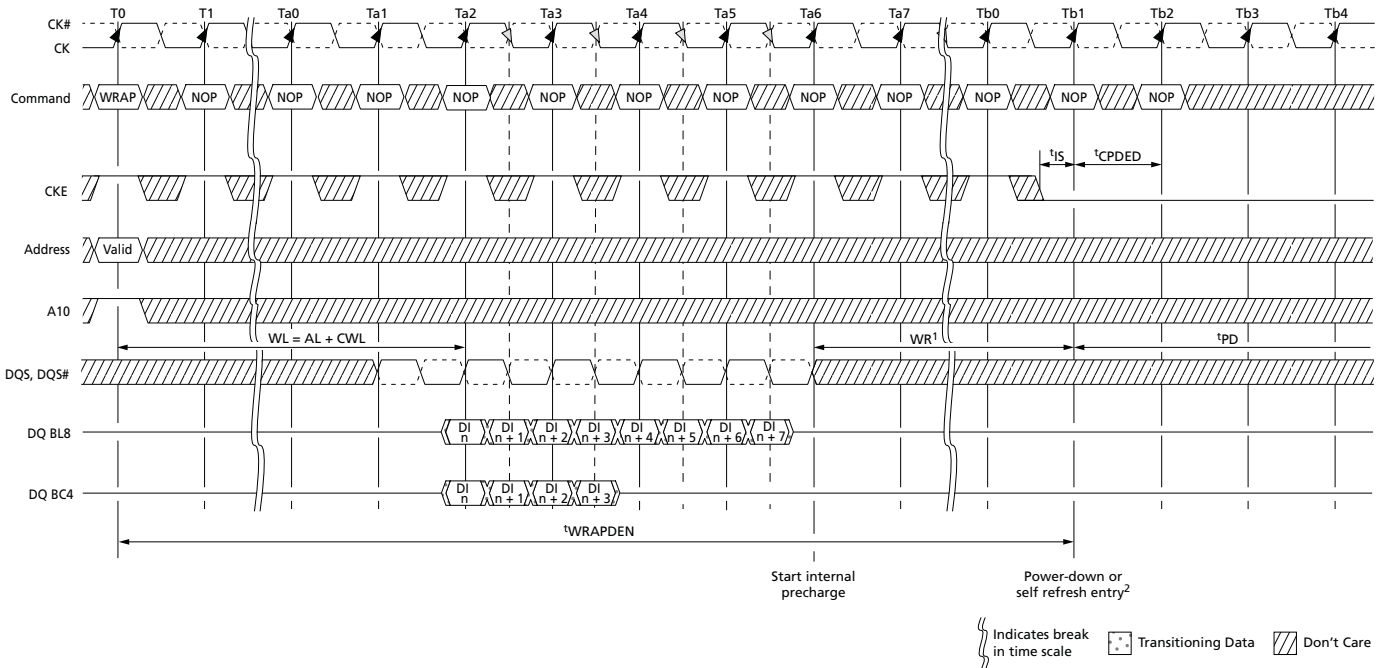 T0 T1 Ta0 Ta1 Ta2 Ta3 Ta4 Ta5 Ta6 Ta7 Tb0 Tb1 Tb2 Tb3 Tb4
CK#
CK
Command WRAP NOP NOP NOP NOP NOP NOP NOP NOP NOP NOP NOP NOP
tIS tCPDED
CKE
Address Valid
A10
WL = AL + CWL WR1 tPD
DQS, DQS#
DQ BL8 DI n DI n + 1 DI n + 2 DI n + 3 DI n + 4 DI n + 5 DI n + 6 DI n + 7
DQ BC4 DI n DI n + 1 DI n + 2 DI n + 3
tWRAPDEN
Start internal
precharge
Power-down or
self refresh entry2
Indicates break
in time scale
Transitioning Data
Don't Care